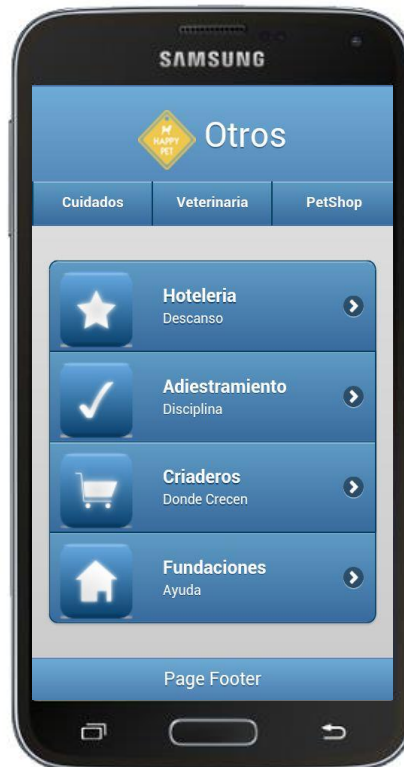 SAMSUNG
HAPPY
PET
Otros
Cuidados
Veterinaria
PetShop
Hoteleria
Descanso
Adiestramiento
Disciplina
Criaderos
Donde Crecen
Fundaciones
Ayuda
Page Footer